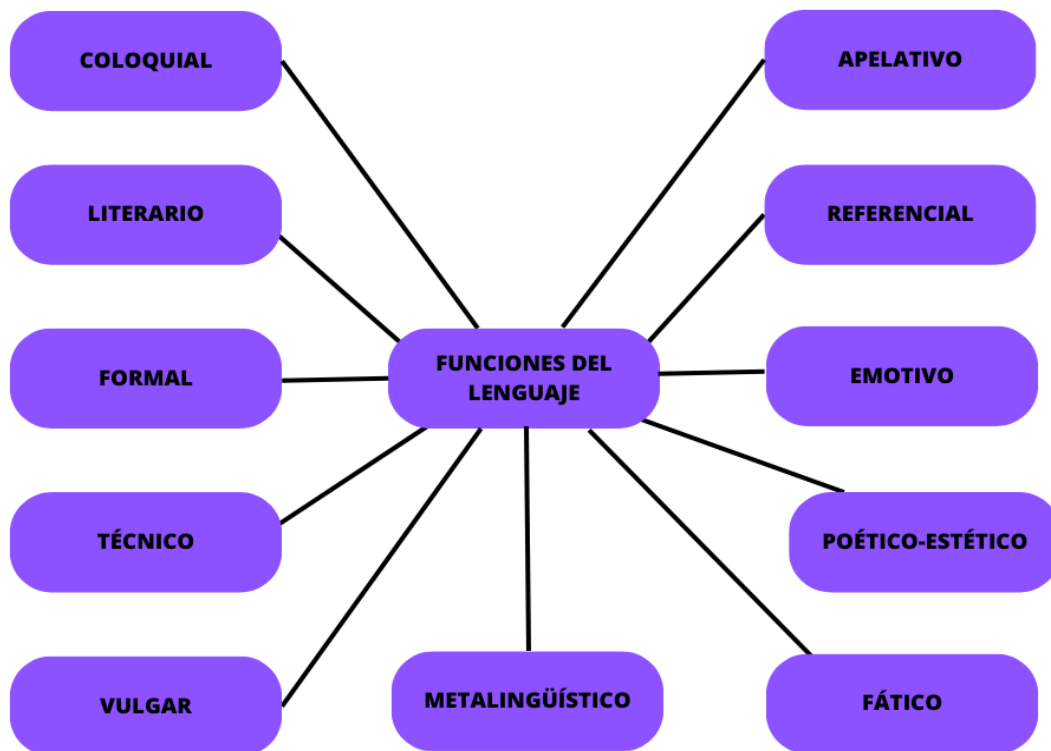 COLOQUIAL
APELATIVO
LITERARIO
REFERENCIAL
FUNCIONES DEL
LENGUAJE
FORMAL
EMOTIVO
TÉCNICO
POÉTICO-ESTÉTICO
VULGAR
METALINGÜÍSTICO
FÁTICO